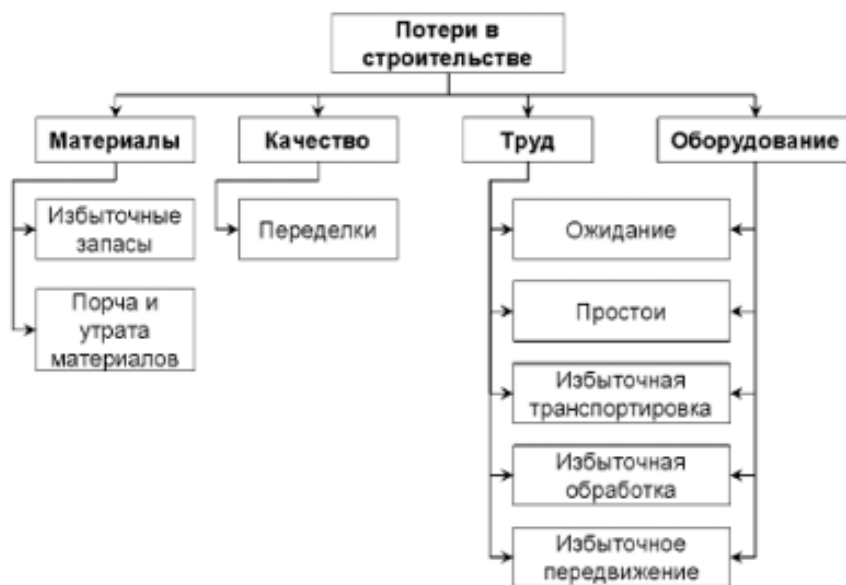 Потери в
строительстве
Материалы
Качество
Труд
Оборудование
Избыточные
запасы
Порча и
утрата
материалов
Переделки
Ожидание
Простои
Избыточная
транспортировка
Избыточная
обработка
Избыточное
передвижение